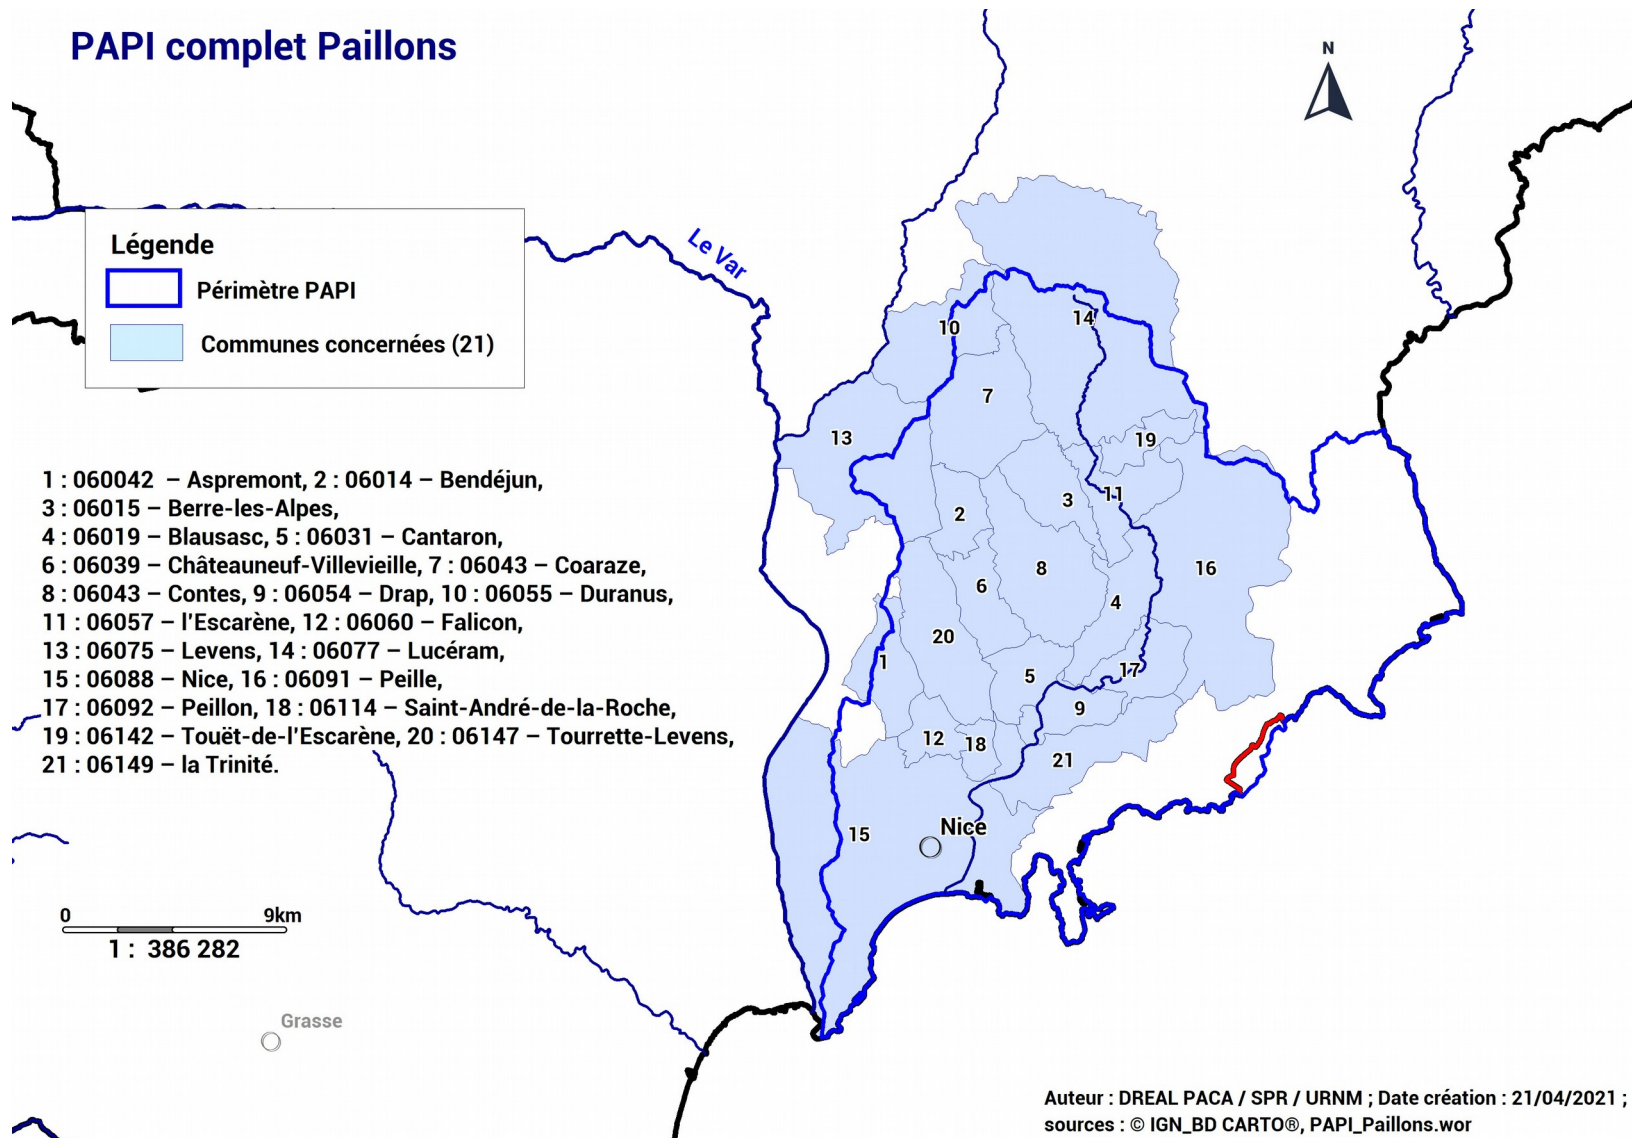 PAPI complet Paillons
N
Le Var
Légende
Périmètre PAPI
Communes concernées (21)
10
14
7
13
19
3
11
2
8
16
6
4
20
1
5
17
9
12
18
21
15
Nice
1 : 060042 – Aspremont, 2 : 06014 – Bendéjun,
3 : 06015 – Berre-les-Alpes,
4 : 06019 – Blausasc, 5 : 06031 – Cantaron,
6 : 06039 – Châteauneuf-Villevieille, 7 : 06043 – Coaraze,
8 : 06043 – Contes, 9 : 06054 – Drap, 10 : 06055 – Duranus,
11 : 06057 – l'Escarène, 12 : 06060 – Falicon,
13 : 06075 – Levens, 14 : 06077 – Lucéram,
15 : 06088 – Nice, 16 : 06091 – Peille,
17 : 06092 – Peillon, 18 : 06114 – Saint-André-de-la-Roche,
19 : 06142 – Touët-de-l'Escarène, 20 : 06147 – Tourrette-Levens,
21 : 06149 – la Trinité.
0 9km
1 : 386 282
Grasse
Auteur : DREAL PACA / SPR / URNM ; Date création : 21/04/2021 ;
sources : © IGN_BD CARTO®, PAPI_Paillons.wor